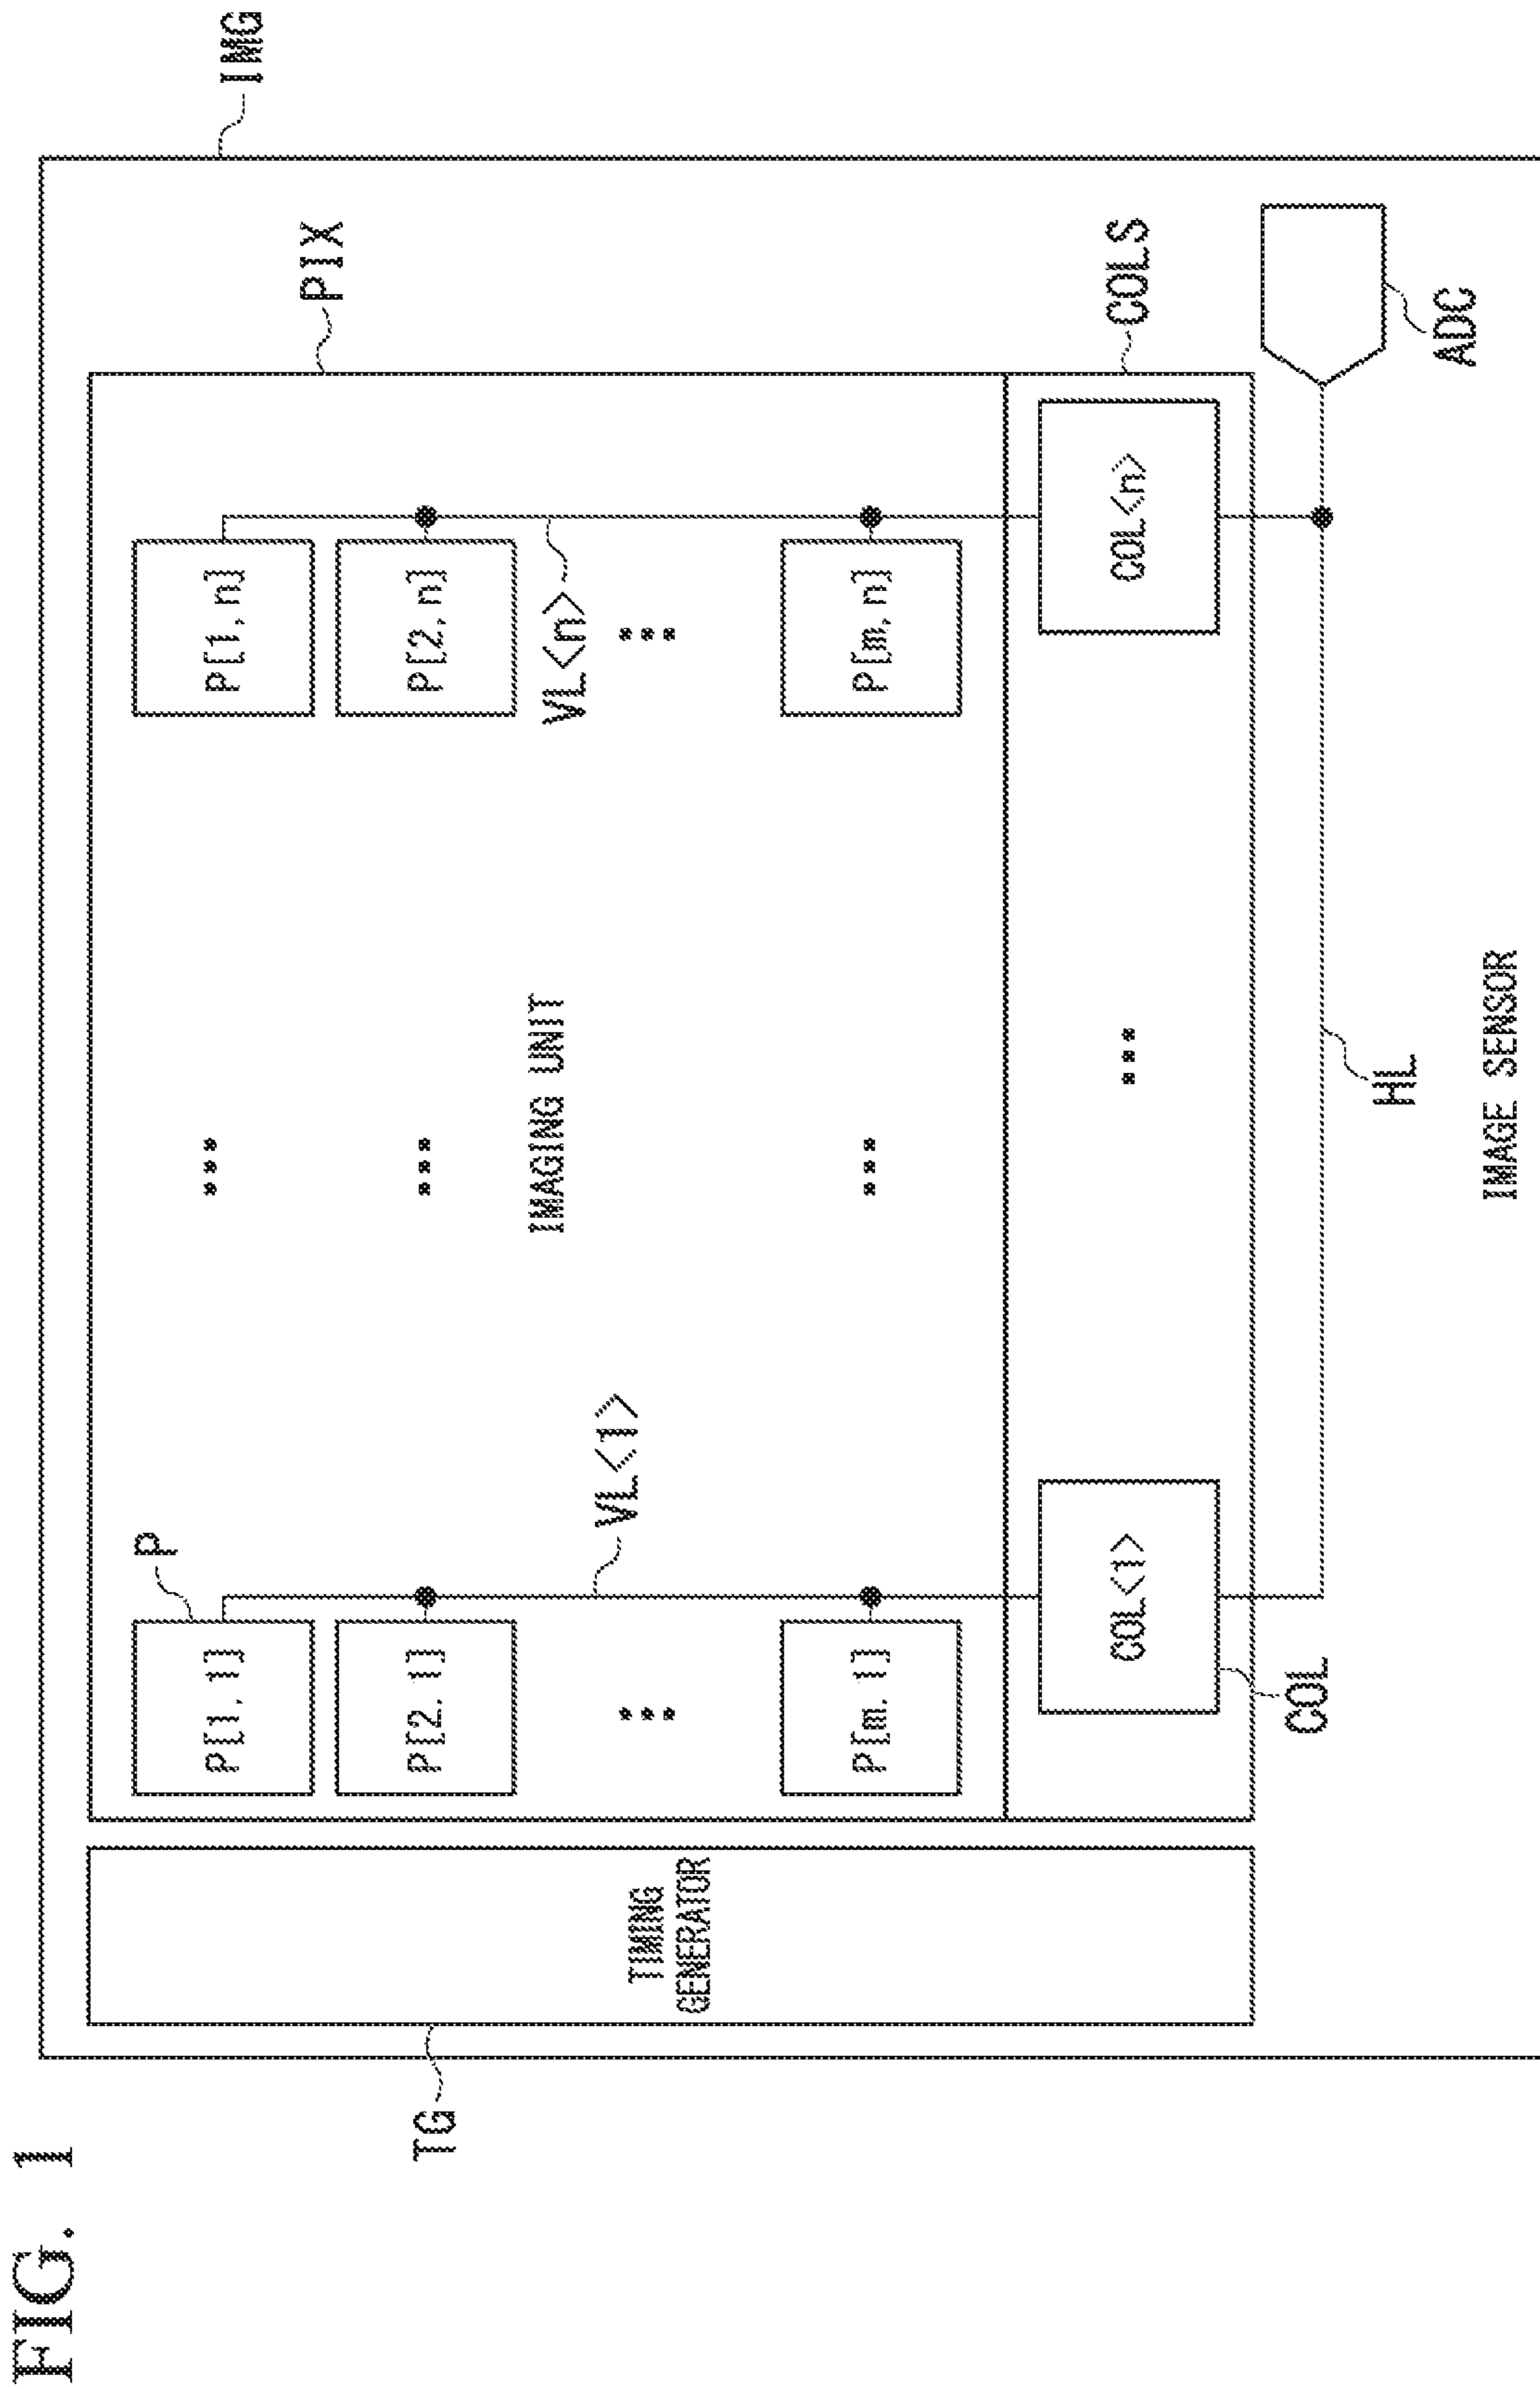 FIG. 1
IMG
PIX
P
P[1, 1]
...
P[1, n]
P[2, 1]
...
P[2, n]
IMAGING UNIT
VL<1>
VL<n>
TIMING
GENERATOR
TG
P[m, 1]
...
P[m, n]
COLS
COL<1>
...
COL<n>
COL
HL
ADC
IMAGE SENSOR